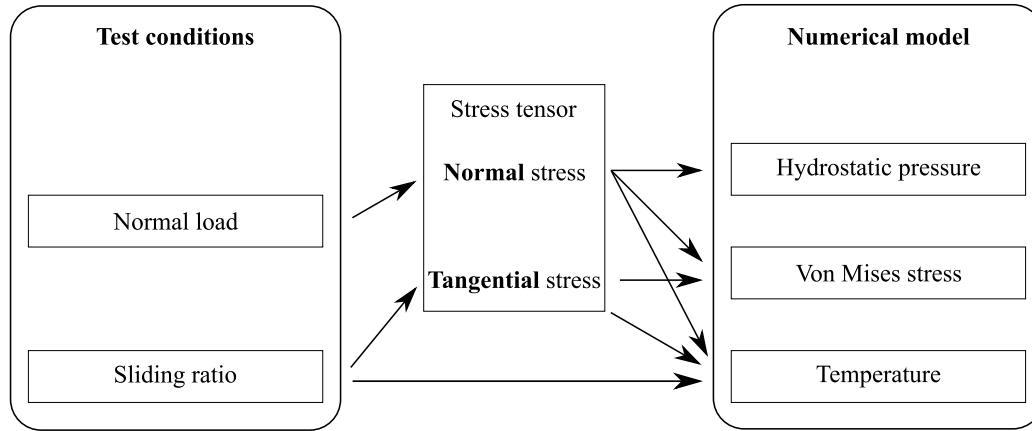 Test conditions
Normal load
Sliding ratio
Stress tensor
Normal stress
Tangential stress
Numerical model
Hydrostatic pressure
Von Mises stress
Temperature